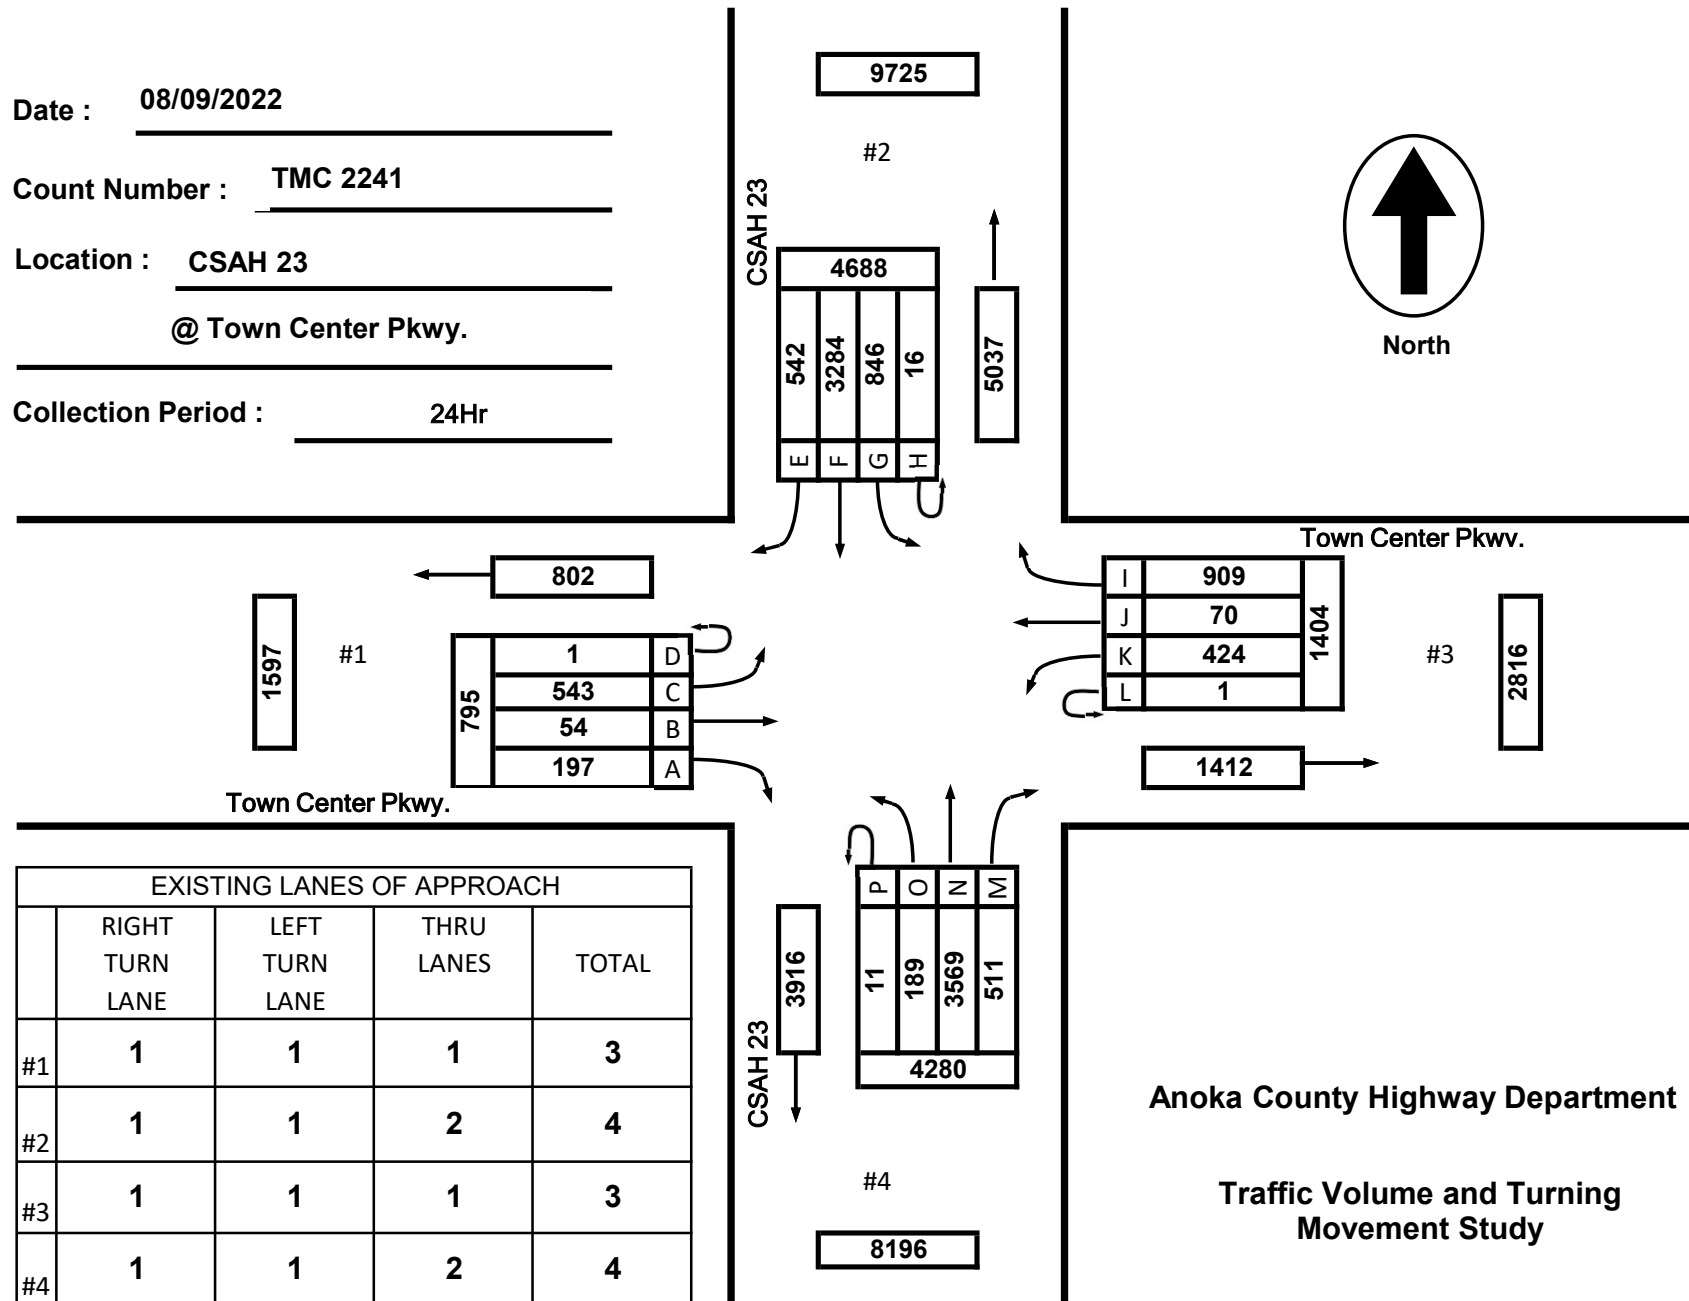 Date : 08/09/2022
Count Number : TMC 2241
Location : CSAH 23
@ Town Center Pkwy.
Collection Period : 24Hr
9725
#2
CSAH 23
4688
542 3284 846 16
E F G H
5037
North
Town Center Pkwy.
802
1597
#1
795
1 D
543 C
54 B
197 A
Town Center Pkwy.
I 909
J 70
K 424
L 1
1404
#3
2816
1412
P O N M
11 189 3569 511
4280
3916
CSAH 23
#4
8196
EXISTING LANES OF APPROACH
RIGHT TURN LANE
LEFT TURN LANE
THRU LANES
TOTAL
#1 1 1 1 3
#2 1 1 2 4
#3 1 1 1 3
#4 1 1 2 4
Anoka County Highway Department
Traffic Volume and Turning
Movement Study